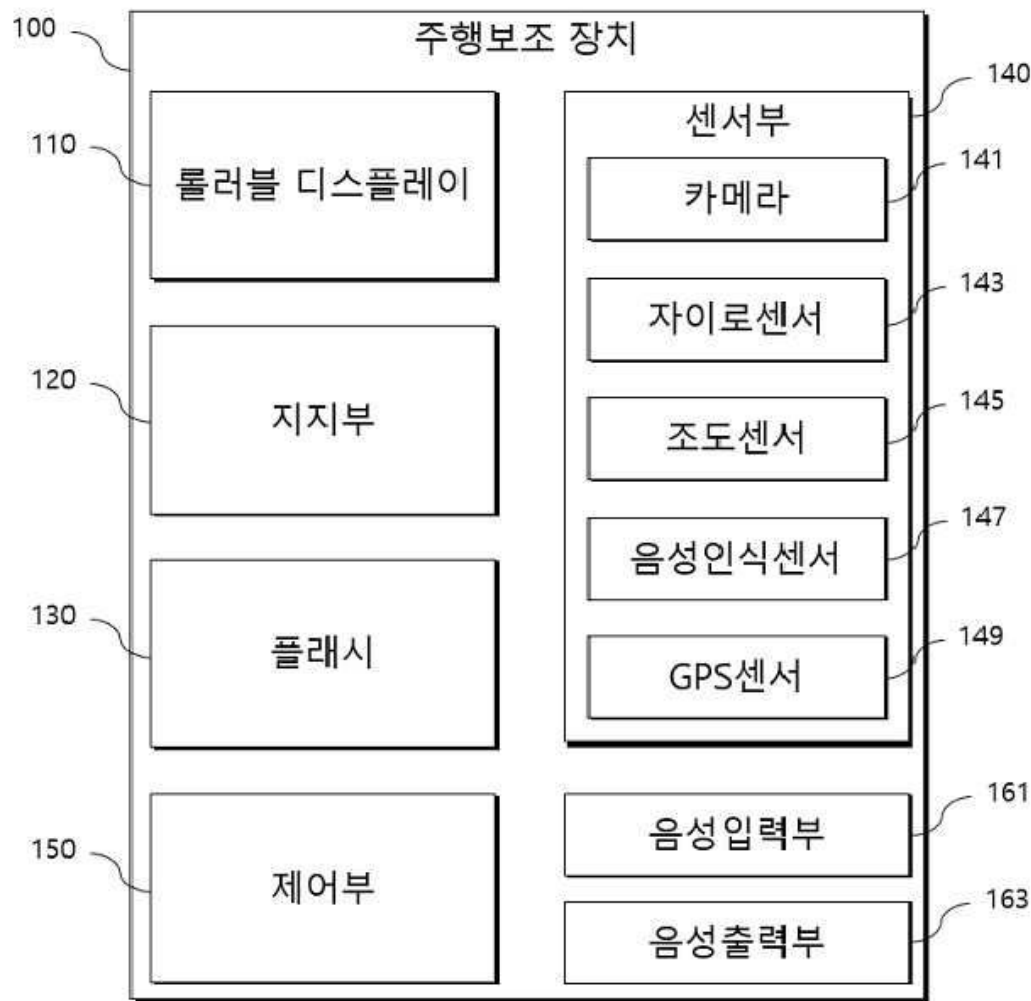 100
주행보조 장치
110
롤러블 디스플레이
120
지지부
130
플래시
150
제어부
140
센서부
141
카메라
143
자이로센서
145
조도센서
147
음성인식센서
149
GPS센서
161
음성입력부
163
음성출력부